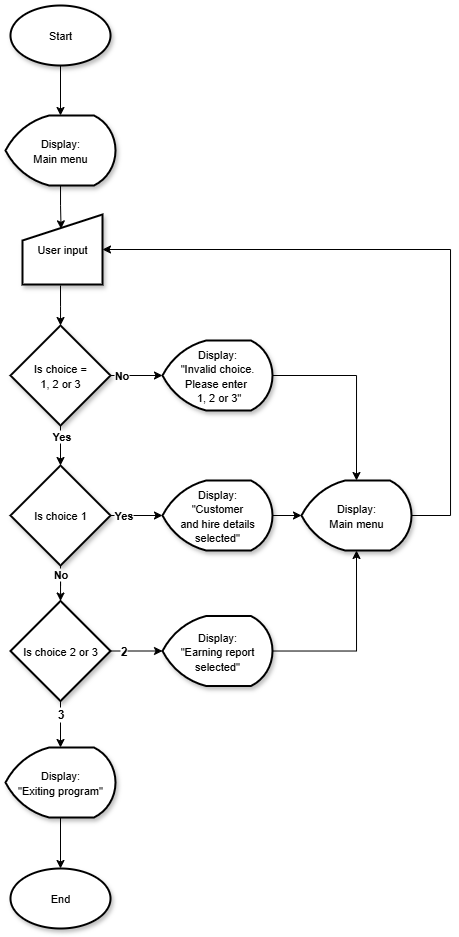 Start
Display:
Main menu
User input
Is choice =
1, 2 or 3
No
Display:
"Invalid choice.
Please enter
1, 2 or 3"
Yes
Is choice 1
Yes
Display:
"Customer
and hire details
selected"
Display:
Main menu
No
Is choice 2 or 3
2
Display:
"Earning report
selected"
3
Display:
"Exiting program"
End